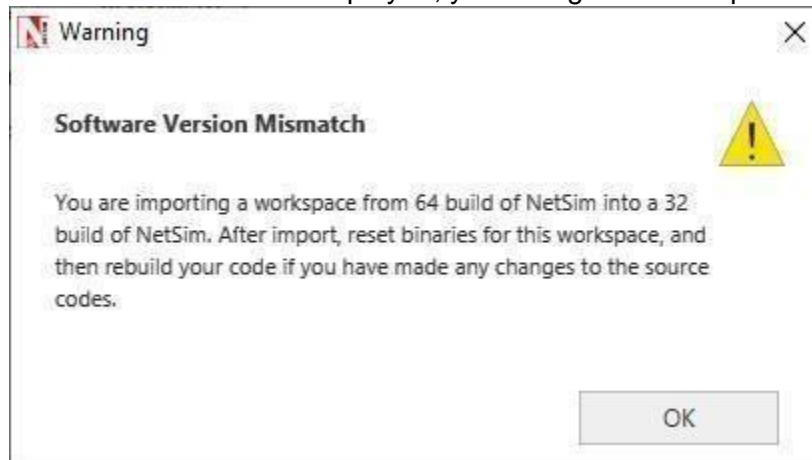 Warning
Software Version Mismatch
You are importing a workspace from 64 build of NetSim into a 32
build of NetSim. After import, reset binaries for this workspace, and
then rebuild your code if you have made any changes to the source
codes.
OK